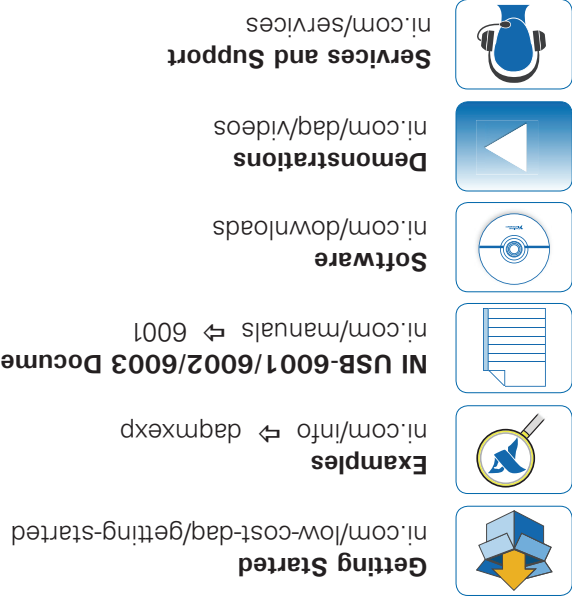 Getting Started
ni.com/low-cost-daq/getting-started
Examples
ni.com/info ⇨ daqmxexp
NI USB-6001/6002/6003 Docume
ni.com/manuals ⇨ 6001
Software
ni.com/downloads
Demonstrations
ni.com/daq/videos
Services and Support
ni.com/services